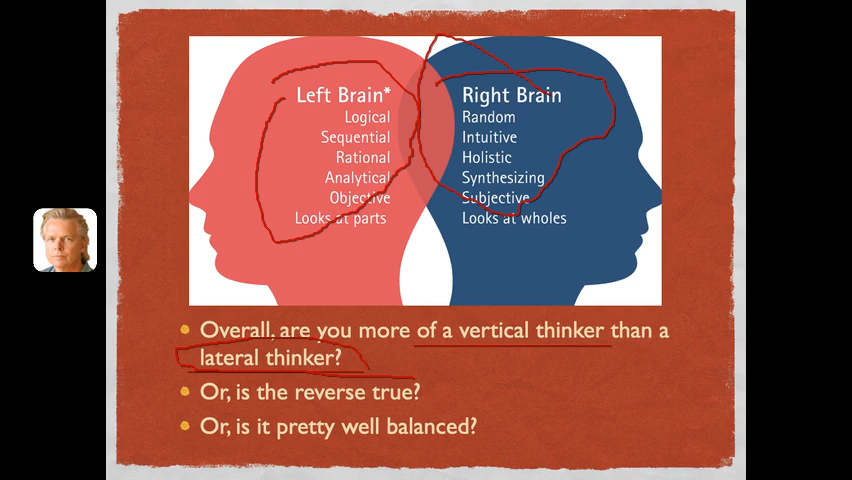 Left Brain*
Logical
Sequential
Rational
Analytical
Objective
Looks at parts
Right Brain
Random
Intuitive
Holistic
Synthesizing
Subjective
Looks at wholes
• Overall, are you more of a vertical thinker than a
lateral thinker?
• Or, is the reverse true?
• Or, is it pretty well balanced?